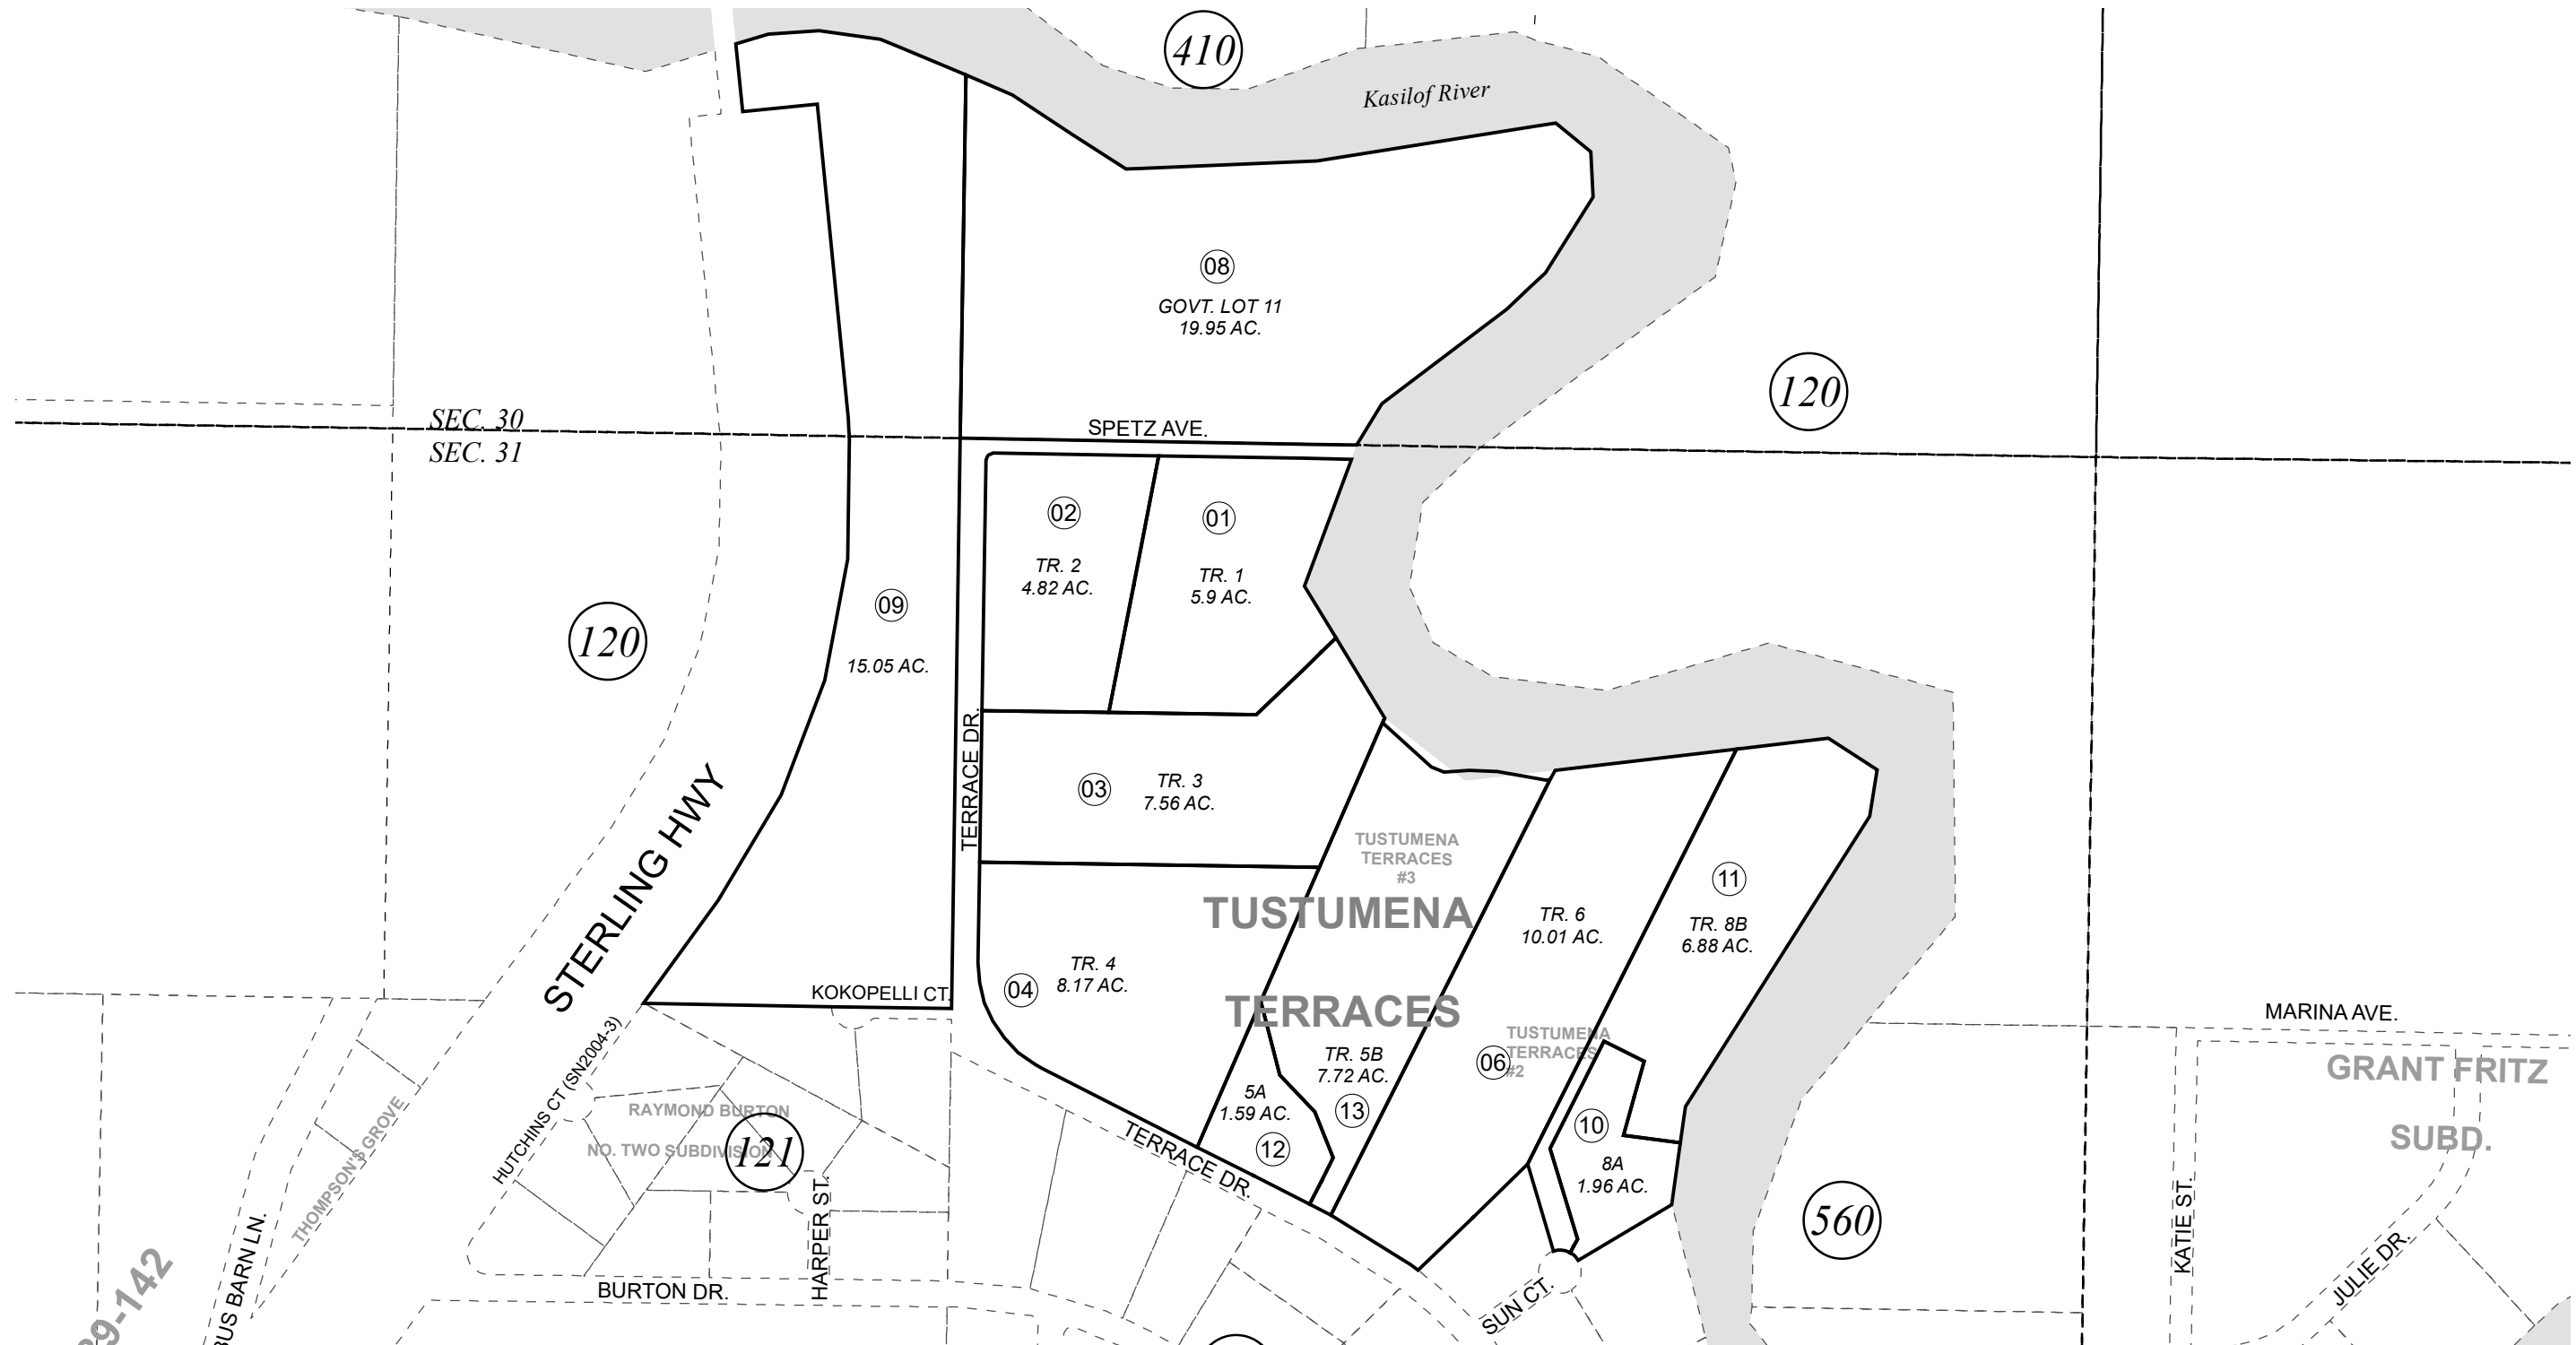 410
Kasilof River
08
GOVT. LOT 11
19.95 AC.
120
SEC. 30
SEC. 31
SPETZ AVE.
02
TR. 2
4.82 AC.
01
TR. 1
5.9 AC.
09
15.05 AC.
120
TERRACE DR.
03
TR. 3
7.56 AC.
STERLING HWY
TUSTUMENA
TERRACES
#3
TUSTUMENA
TERRACES
11
TR. 8B
6.88 AC.
TR. 6
10.01 AC.
04
TR. 4
8.17 AC.
KOKOPELLI CT.
TR. 5B
7.72 AC.
13
06
TUSTUMENA
TERRACES
#2
5A
1.59 AC.
12
10
8A
1.96 AC.
MARINA AVE.
GRANT FRITZ
SUBD.
HUTCHINS CT (SN2004-3)
RAYMOND BURTON
NO. TWO SUBDIVISION
121
THOMPSON'S GROVE
TERRACE DR.
HARPER ST.
560
KATIE ST.
JULIE DR.
BUS BARN LN.
BURTON DR.
SUN CT.
39-142